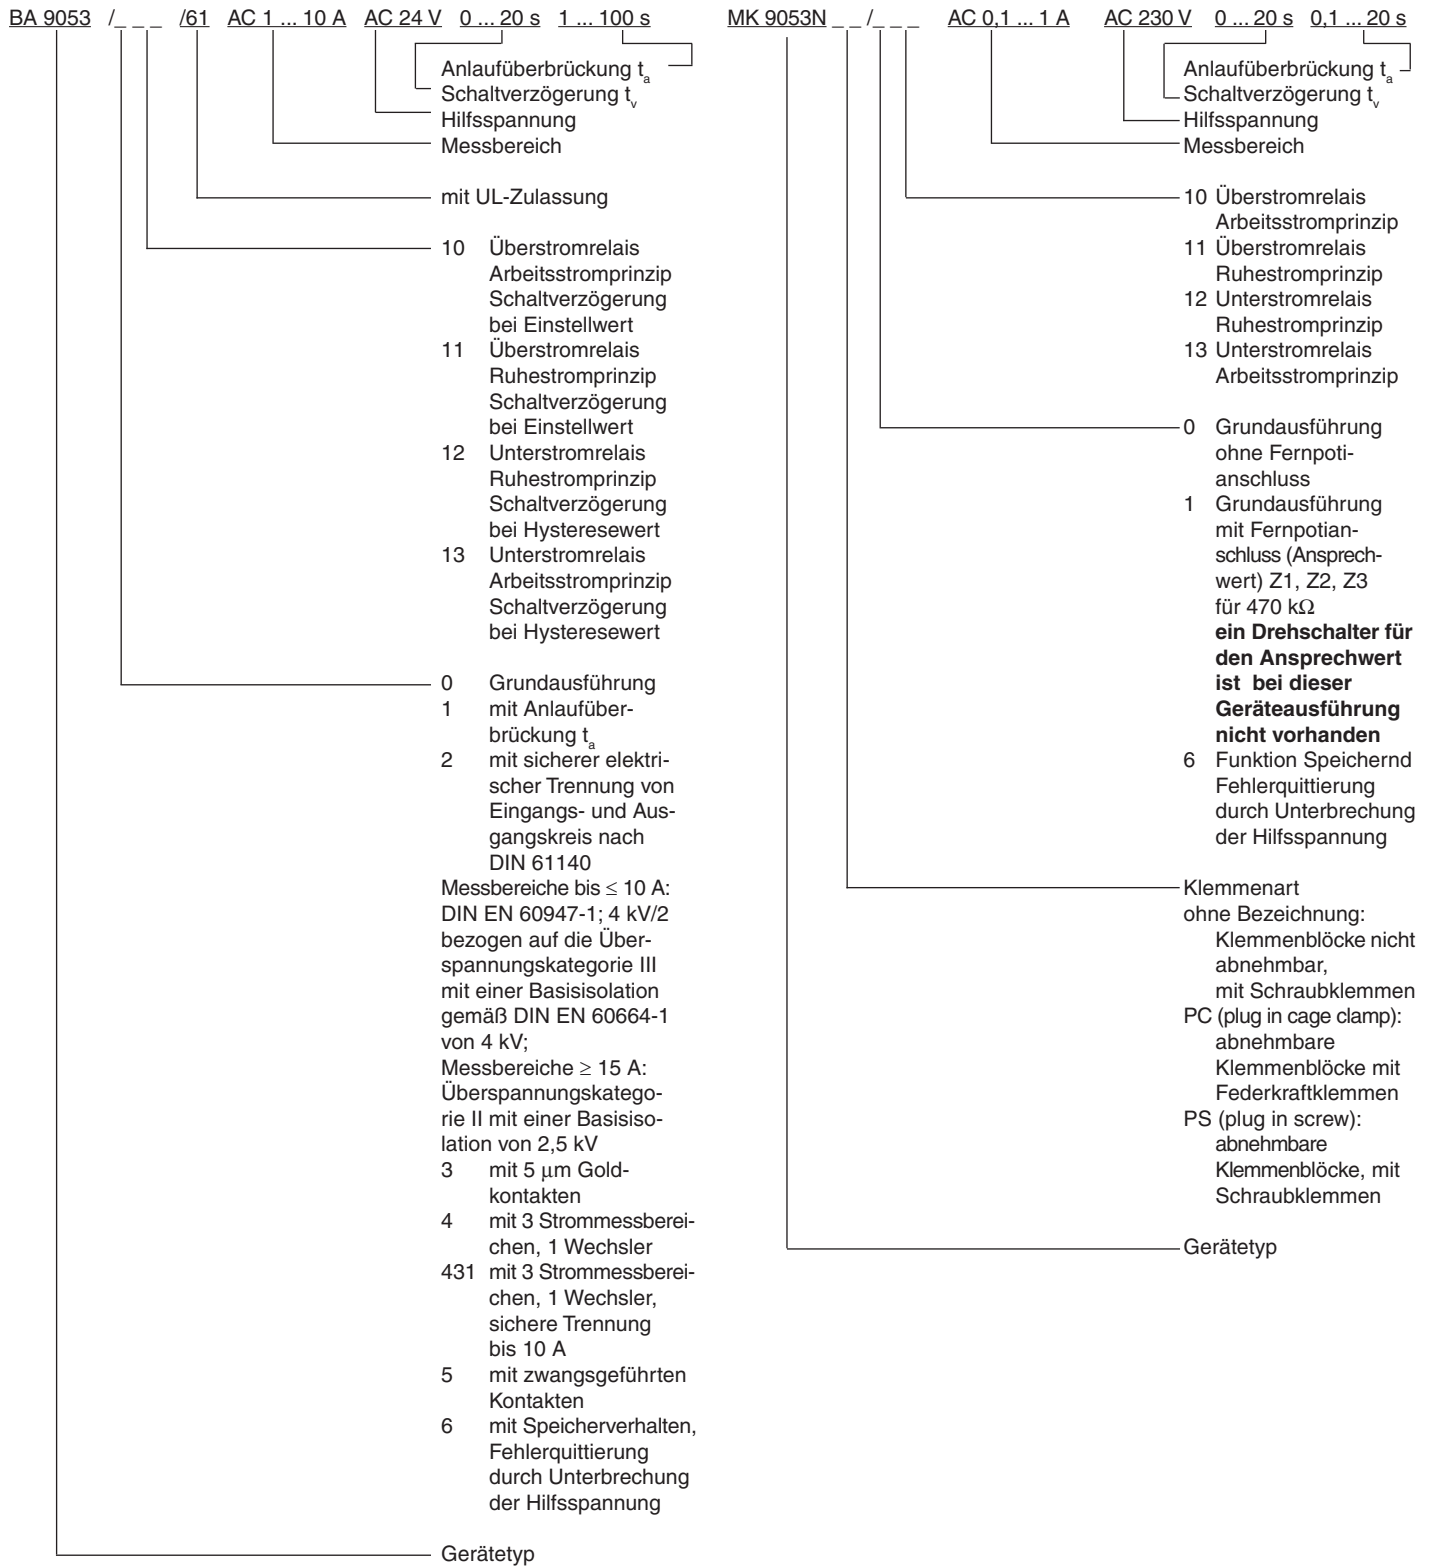 BA 9053 /_ _ _ /61 AC 1 ... 10 A AC 24 V 0 ... 20 s 1 ... 100 s
Anlaufüberbrückung ta
Schaltverzögerung tv
Hilfsspannung
Messbereich
mit UL-Zulassung
10 Überstromrelais
Arbeitsstromprinzip
Schaltverzögerung
bei Einstellwert
11 Überstromrelais
Ruhestromprinzip
Schaltverzögerung
bei Einstellwert
12 Unterstromrelais
Ruhestromprinzip
Schaltverzögerung
bei Hysteresewert
13 Unterstromrelais
Arbeitsstromprinzip
Schaltverzögerung
bei Hysteresewert
0 Grundausführung
1 mit Anlaufüber-
brückung ta
2 mit sicherer elektri-
scher Trennung von
Eingangs- und Aus-
gangskreis nach
DIN 61140
Messbereiche bis ≤ 10 A:
DIN EN 60947-1; 4 kV/2
bezogen auf die Über-
spannungskategorie III
mit einer Basisisolation
gemäß DIN EN 60664-1
von 4 kV;
Messbereiche ≥ 15 A:
Überspannungskatego-
rie II mit einer Basisiso-
lation von 2,5 kV
3 mit 5 µm Gold-
kontakten
4 mit 3 Strommessberei-
chen, 1 Wechsler
431 mit 3 Strommessberei-
chen, 1 Wechsler,
sichere Trennung
bis 10 A
5 mit zwangsgeführten
Kontakten
6 mit Speicherverhalten,
Fehlerquittierung
durch Unterbrechung
der Hilfsspannung
Gerätetyp
MK 9053N _ _ /_ _ _ AC 0,1 ... 1 A AC 230 V 0 ... 20 s 0,1 ... 20 s
Anlaufüberbrückung ta
Schaltverzögerung tv
Hilfsspannung
Messbereich
10 Überstromrelais
Arbeitsstromprinzip
11 Überstromrelais
Ruhestromprinzip
12 Unterstromrelais
Ruhestromprinzip
13 Unterstromrelais
Arbeitsstromprinzip
0 Grundausführung
ohne Fernpoti-
anschluss
1 Grundausführung
mit Fernpotian-
schluss (Ansprech-
wert) Z1, Z2, Z3
für 470 kΩ
ein Drehschalter für
den Ansprechwert
ist bei dieser
Geräteausführung
nicht vorhanden
6 Funktion Speichernd
Fehlerquittierung
durch Unterbrechung
der Hilfsspannung
Klemmenart
ohne Bezeichnung:
Klemmenblöcke nicht
abnehmbar,
mit Schraubklemmen
PC (plug in cage clamp):
abnehmbare
Klemmenblöcke mit
Federkraftklemmen
PS (plug in screw):
abnehmbare
Klemmenblöcke, mit
Schraubklemmen
Gerätetyp